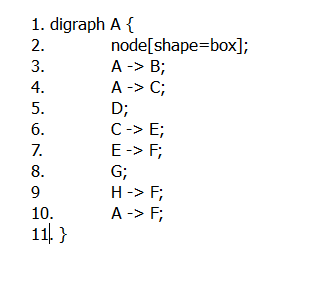 1. digraph A {
2. node[shape=box];
3. A -> B;
4. A -> C;
5. D;
6. C -> E;
7. E -> F;
8. G;
9 H -> F;
10. A -> F;
11. }